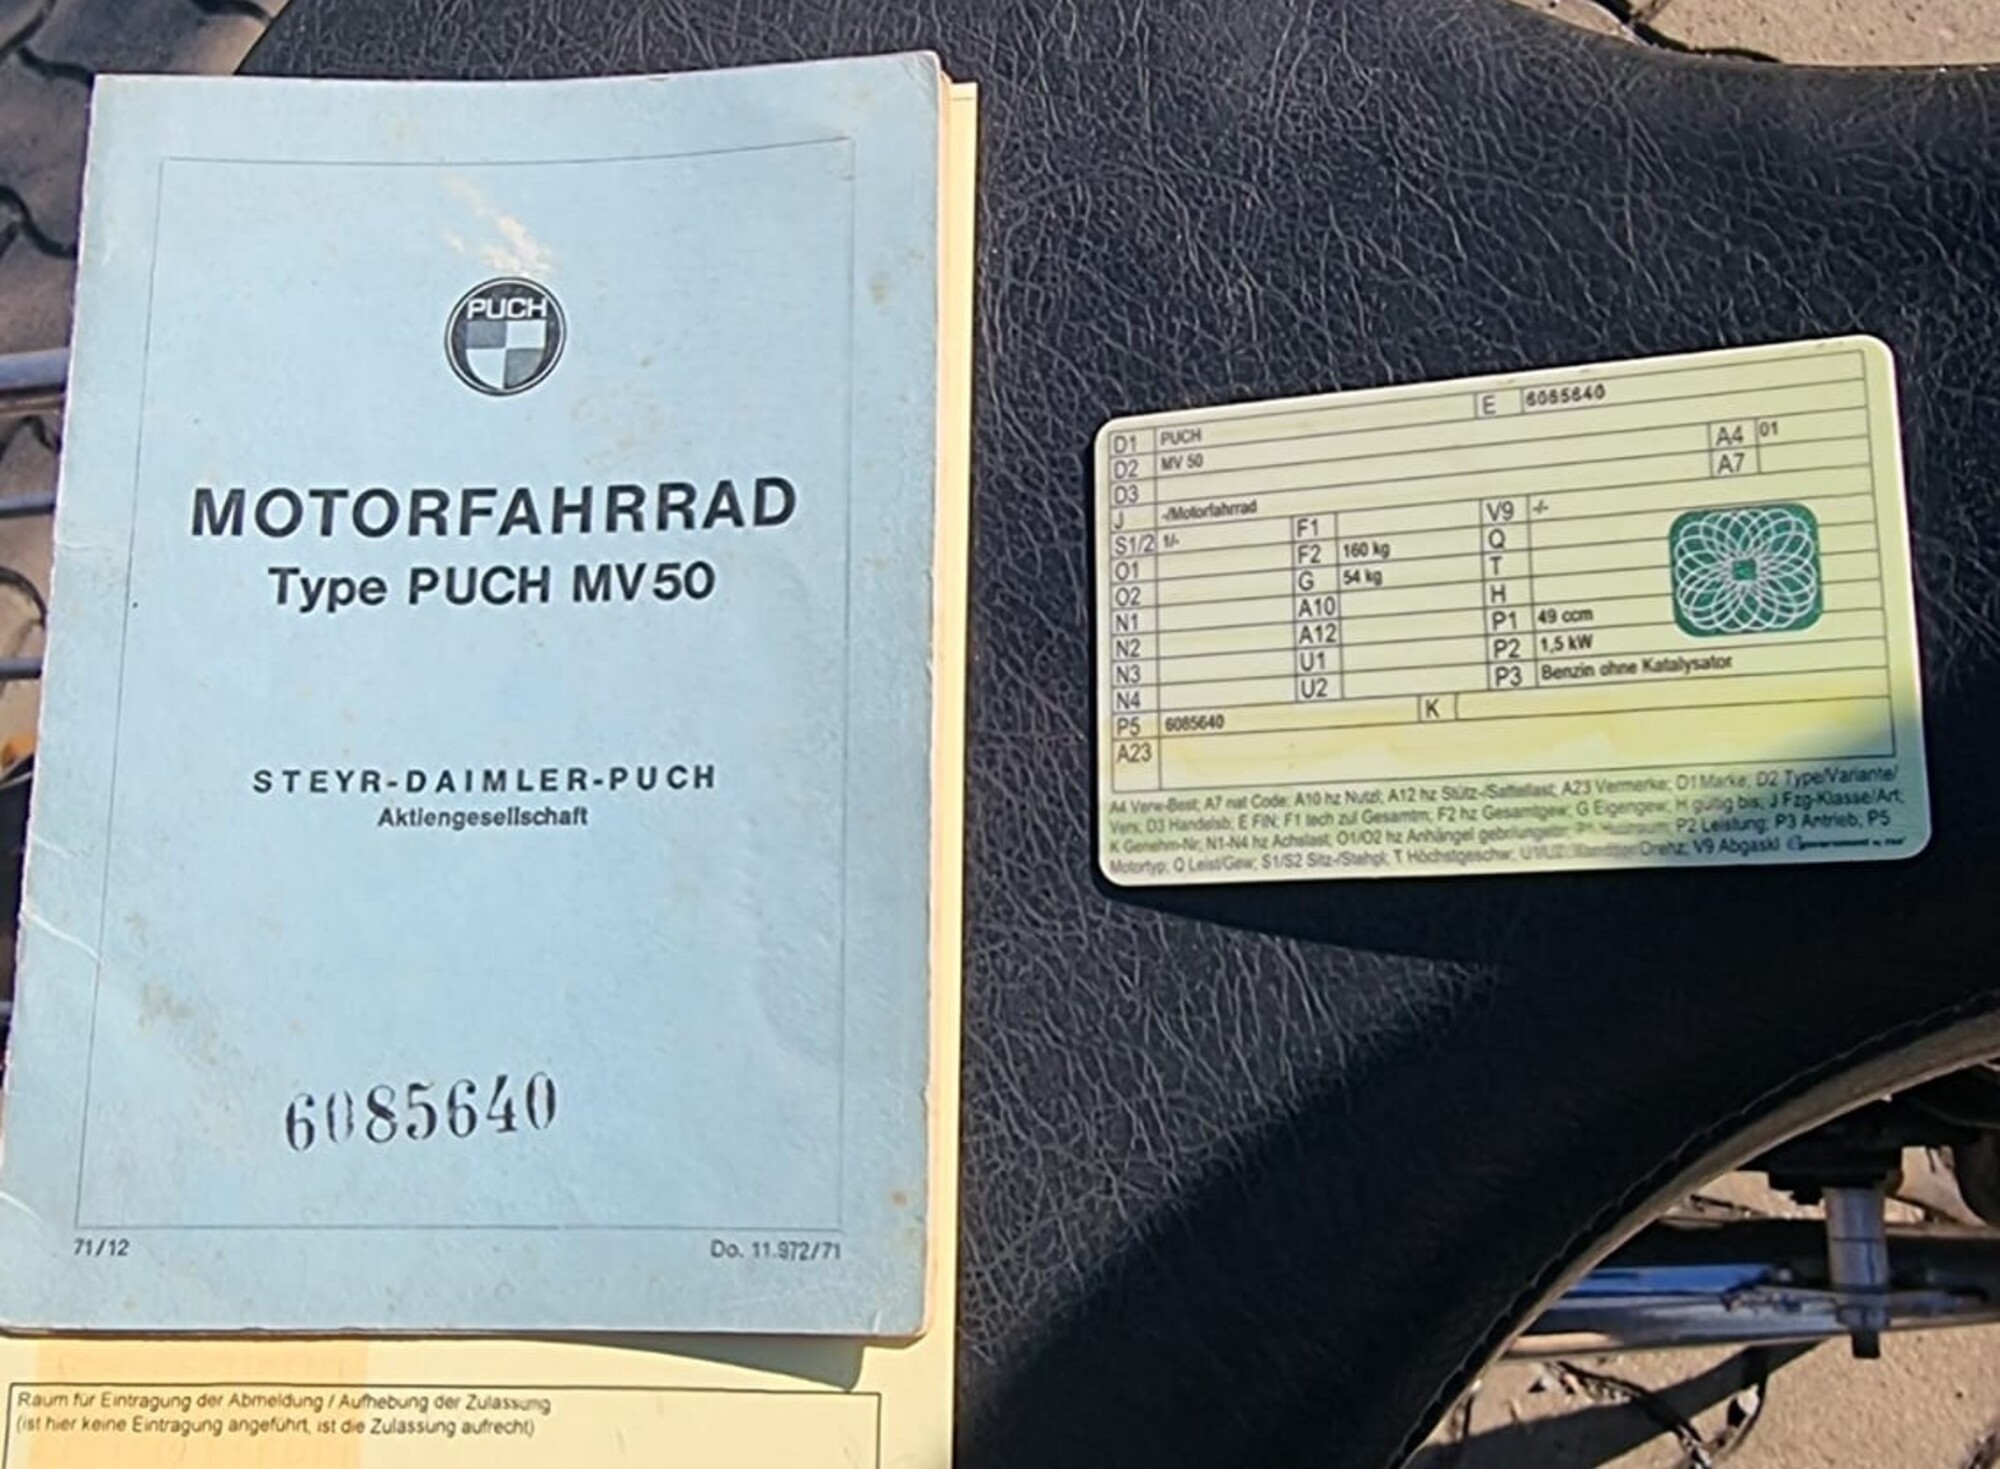 PUCH
MOTORFAHRRAD
Type PUCH MV50
STEYR-DAIMLER-PUCH
Aktiengesellschaft
6085640
71/12 Do. 11.972/71
Raum für Eintragung der Abmeldung / Aufhebung der Zulassung
(ist hier keine Eintragung angeführt, ist die Zulassung aufrecht)
D1 PUCH E 6085640
D2 MV 50 A4 01
D3 A7
J -/Motorfahrrad
S1/2 1/- F1 V9 -/-
O1 F2 160 kg Q
O2 G 54 kg T
N1 A10 H
N2 A12 P1 49 ccm
N3 U1 P2 1,5 kW
N4 U2 P3 Benzin ohne Katalysator
P5 6085640 K
A23
A4 Verw-Best; A7 nat Code; A10 hz Nutzl; A12 hz Stütz-/Sattellast; A23 Vermerke; D1 Marke; D2 Type/Variante/
Vers; D3 Handelsb; E FIN; F1 tech zul Gesamtm; F2 hz Gesamtgew; G Eigengew; H gültig bis; J Fzg-Klasse/Art;
K Genehm-Nr; N1-N4 hz Achslast; O1/O2 hz Anhängel gebr/ungebr; P2 Leistung; P3 Antrieb; P5
Motortyp; Q Leist/Gew; S1/S2 Sitz-/Stehpl; T Höchstgeschw; V9 Abgaskl